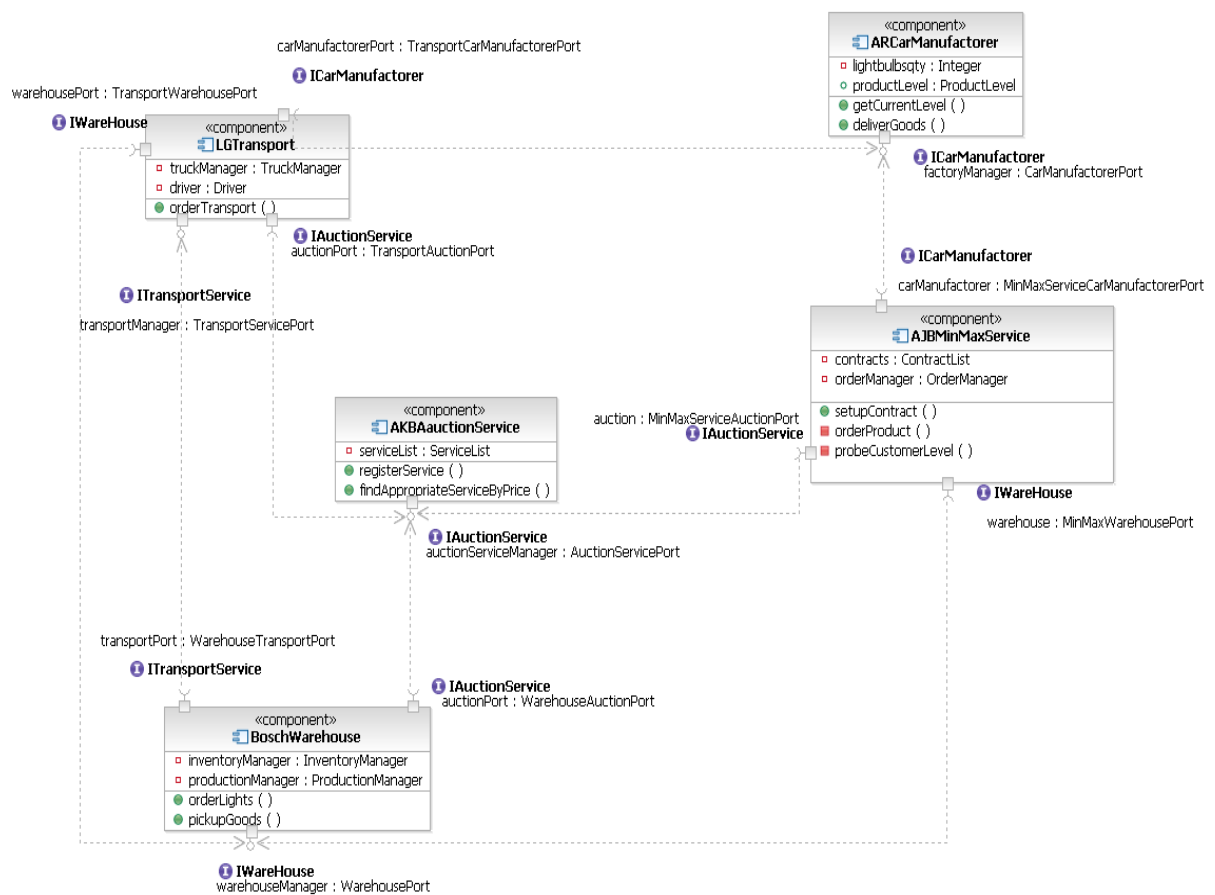 carManufactorerPort : TransportCarManufactorerPort
ICarManufactorer
warehousePort : TransportWarehousePort
IWareHouse
«component»
LGTransport
truckManager : TruckManager
driver : Driver
orderTransport ( )
«component»
ARCarManufactorer
lightbulbsqty : Integer
productLevel : ProductLevel
getCurrentLevel ( )
deliverGoods ( )
ICarManufactorer
factoryManager : CarManufactorerPort
IAuctionService
auctionPort : TransportAuctionPort
ITransportService
transportManager : TransportServicePort
ICarManufactorer
carManufactorer : MinMaxServiceCarManufactorerPort
«component»
AJBMinMaxService
contracts : ContractList
orderManager : OrderManager
setupContract ( )
orderProduct ( )
probeCustomerLevel ( )
«component»
AKBAauctionService
serviceList : ServiceList
registerService ( )
findAppropriateServiceByPrice ( )
auction : MinMaxServiceAuctionPort
IAuctionService
IWareHouse
warehouse : MinMaxWarehousePort
IAuctionService
auctionServiceManager : AuctionServicePort
transportPort : WarehouseTransportPort
ITransportService
IAuctionService
auctionPort : WarehouseAuctionPort
«component»
BoschWarehouse
inventoryManager : InventoryManager
productionManager : ProductionManager
orderLights ( )
pickupGoods ( )
IWareHouse
warehouseManager : WarehousePort